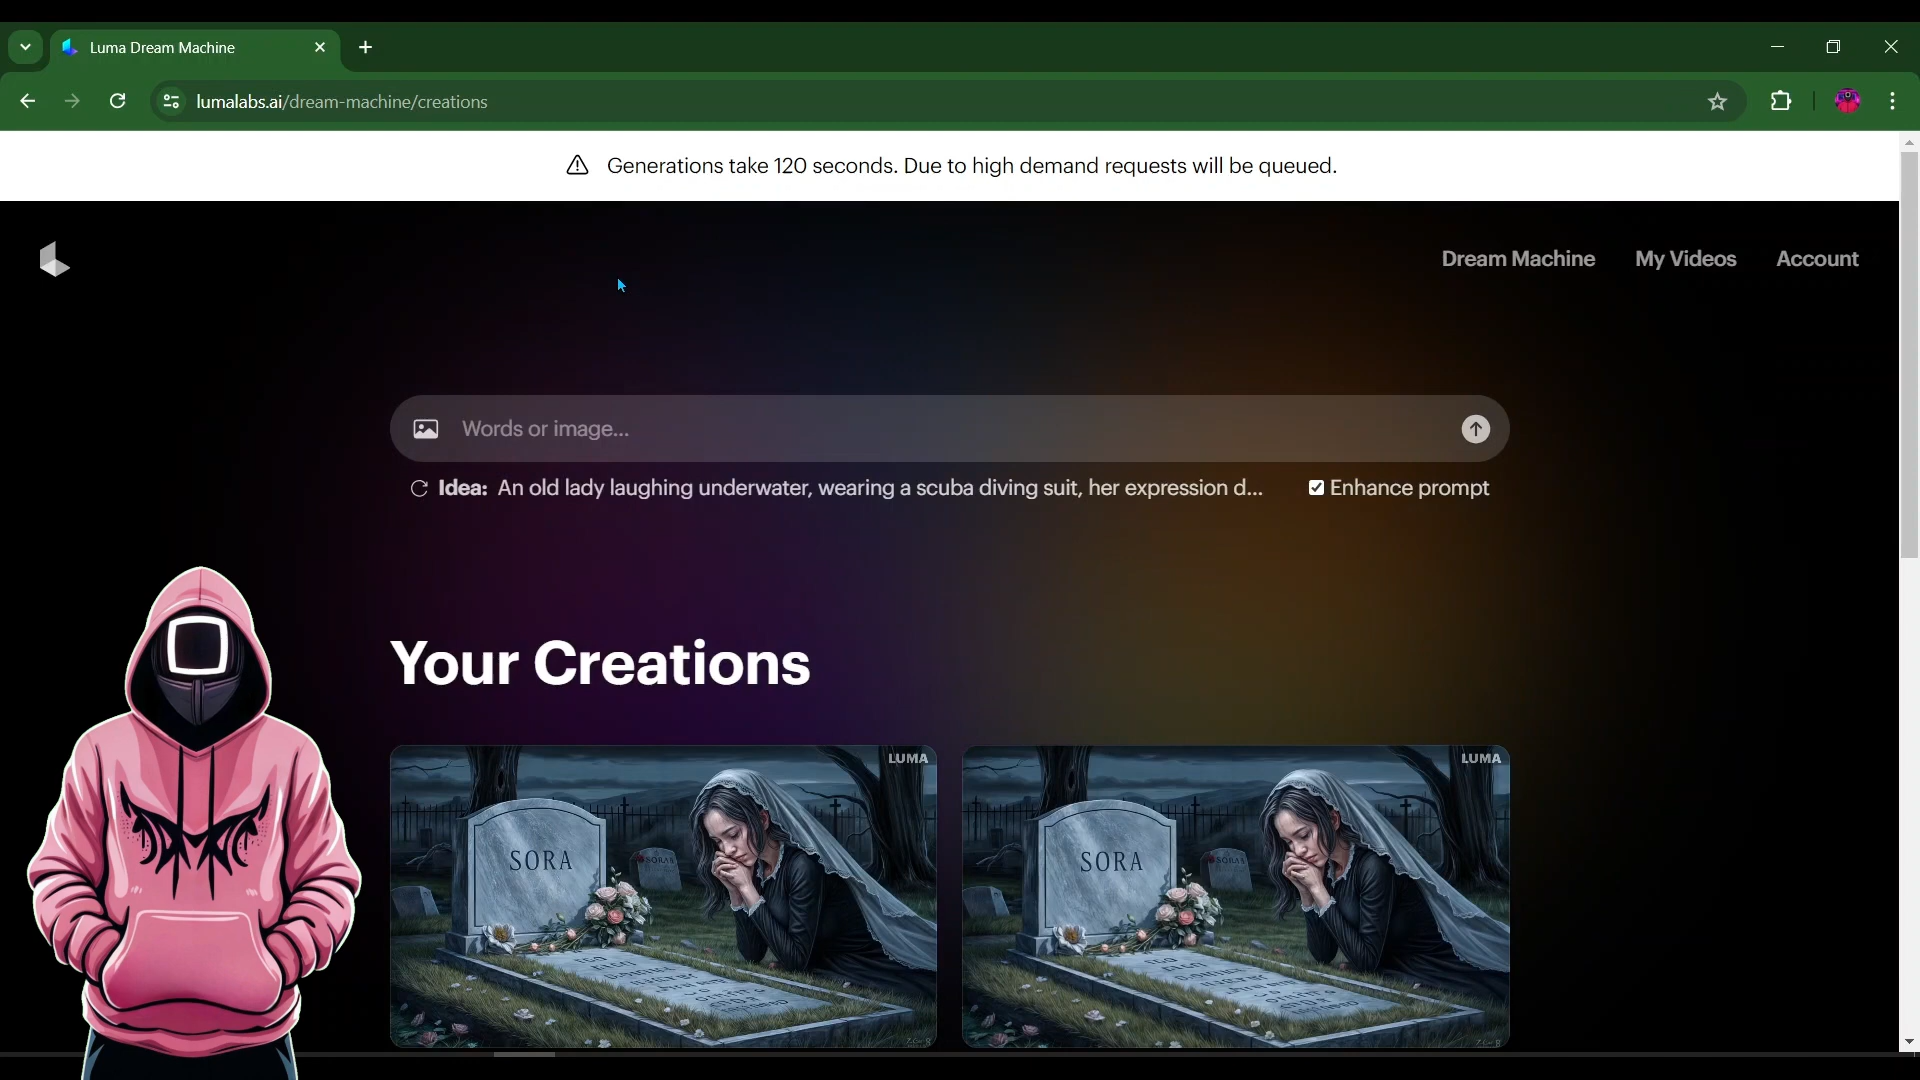 Luma Dream Machine
lumalabs.ai/dream-machine/creations
Generations take 120 seconds. Due to high demand requests will be queued.
Dream Machine My Videos Account
Words or image...
Idea: An old lady laughing underwater, wearing a scuba diving suit, her expression d... Enhance prompt
Your Creations
LUMA LUMA
SORA SORA